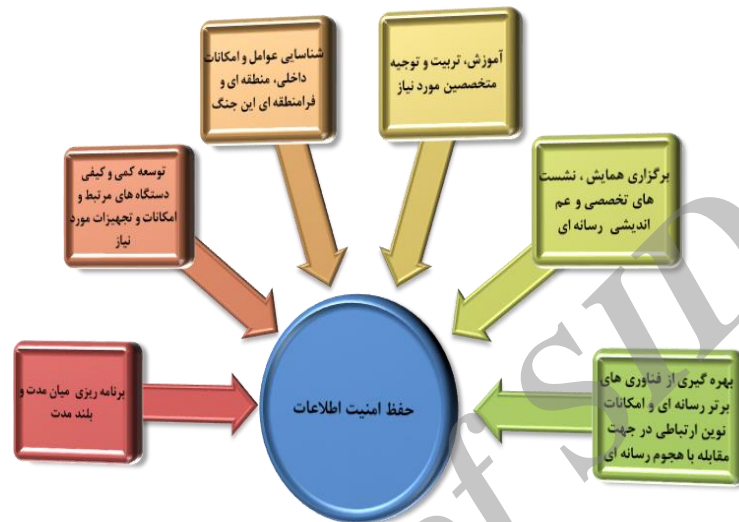 شناسایی عوامل و امکانات
داخلی، منطقه ای و
فرامنطقه ای این جنگ
آموزش، تربیت و توجیه
متخصصین مورد نیاز
توسعه کمی و کیفی
دستگاه های مرتبط و
امکانات و تجهیزات مورد
نیاز
برگزاری همایش ، نشست
های تخصصی و عم
اندیشی رسانه ای
برنامه ریزی میان مدت و
بلند مدت
حفظ امنیت اطلاعات
بهره گیری از فناوری های
برتر رسانه ای و امکانات
نوین ارتباطی در جهت
مقابله با هجوم رسانه ای
of SID